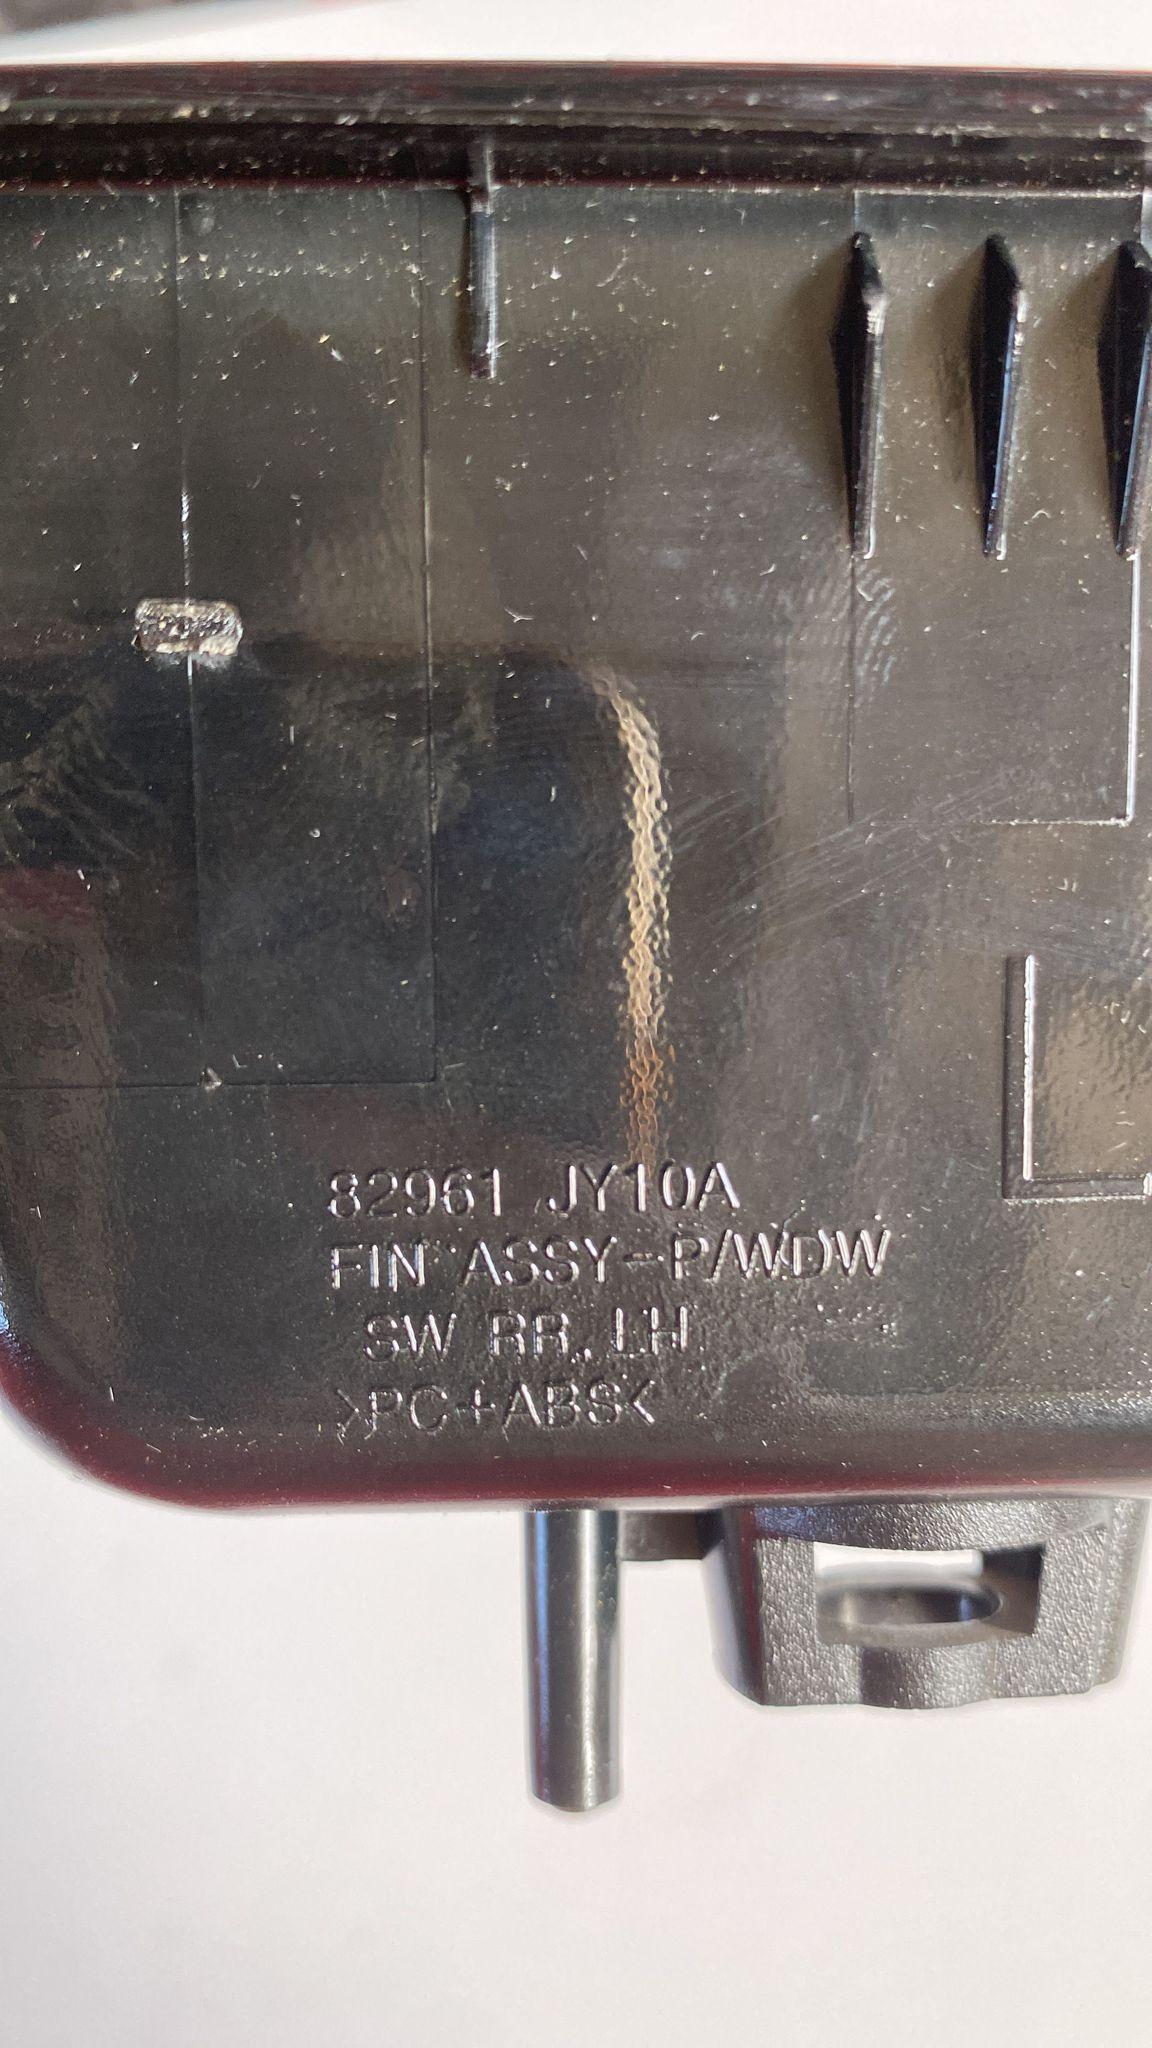 82961 JY10A
FIN ASSY-P/WDW
SW RR, LH
>PC+ABS<